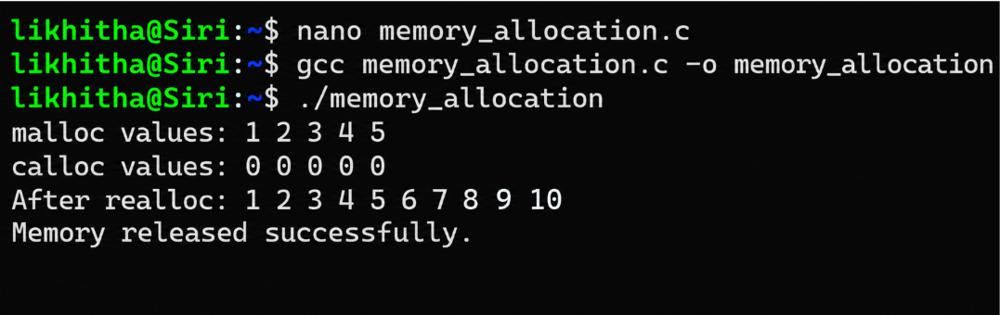 likhitha@Siri:~$ nano memory_allocation.c
likhitha@Siri:~$ gcc memory_allocation.c -o memory_allocation
likhitha@Siri:~$ ./memory_allocation
malloc values: 1 2 3 4 5
calloc values: 0 0 0 0 0
After realloc: 1 2 3 4 5 6 7 8 9 10
Memory released successfully.